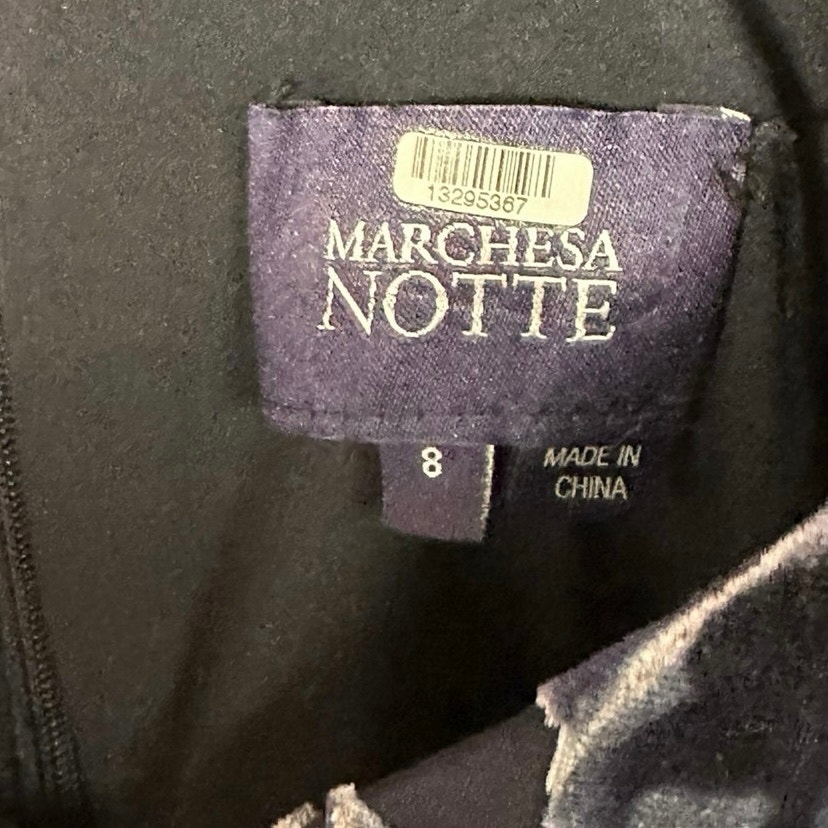 13295367
MARCHESA
NOTTE
8
MADE IN
CHINA